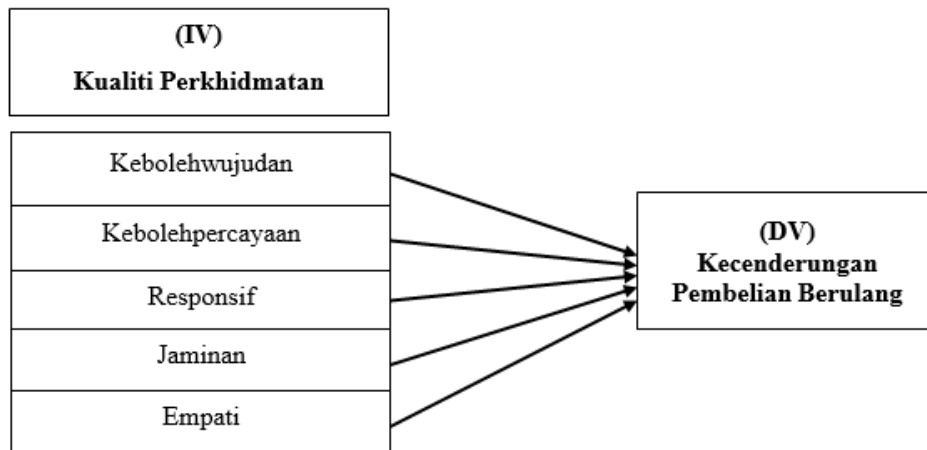 (IV)
Kualiti Perkhidmatan
Kebolehwujudan
Kebolehpercayaan
Responsif
Jaminan
Empati
(DV)
Kecenderungan
Pembelian Berulang